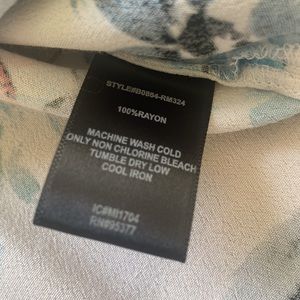 STYLE#B0864-RM324
100%RAYON
MACHINE WASH COLD
ONLY NON CHLORINE BLEACH
TUMBLE DRY LOW
COOL IRON
IC#MI1704
RN#95377